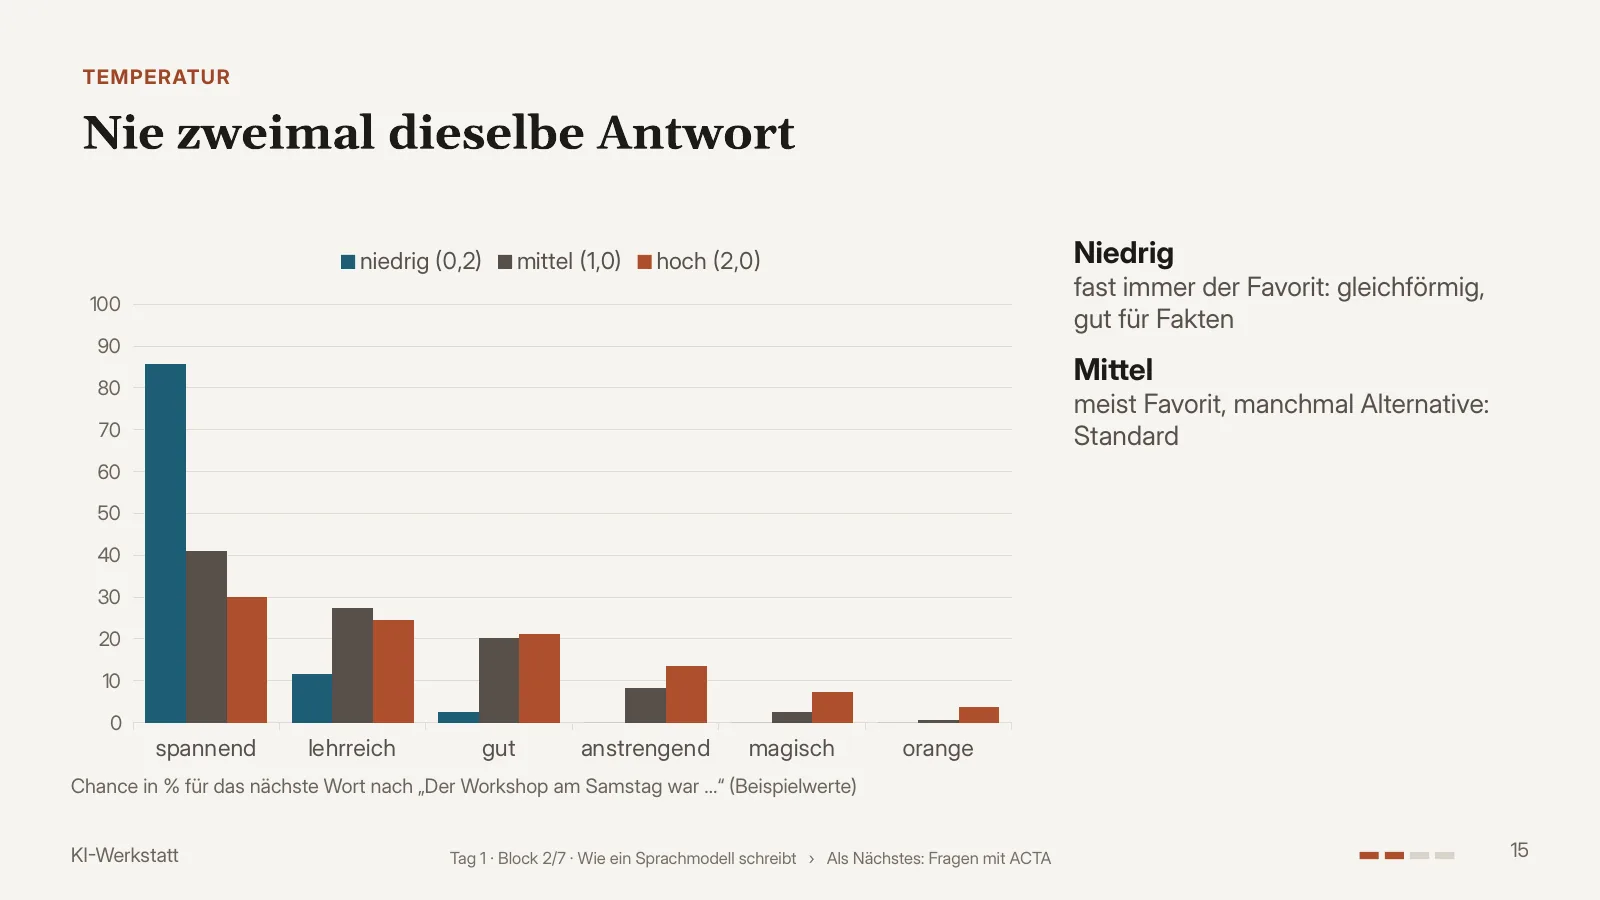 TEMPERATUR
Nie zweimal dieselbe Antwort
niedrig (0,2) mittel (1,0) hoch (2,0)
100
90
80
70
60
50
40
30
20
10
0
spannend lehrreich gut anstrengend magisch orange
Chance in % für das nächste Wort nach „Der Workshop am Samstag war …“ (Beispielwerte)
Niedrig
fast immer der Favorit: gleichförmig,
gut für Fakten
Mittel
meist Favorit, manchmal Alternative:
Standard
KI-Werkstatt
Tag 1 · Block 2/7 · Wie ein Sprachmodell schreibt › Als Nächstes: Fragen mit ACTA
15